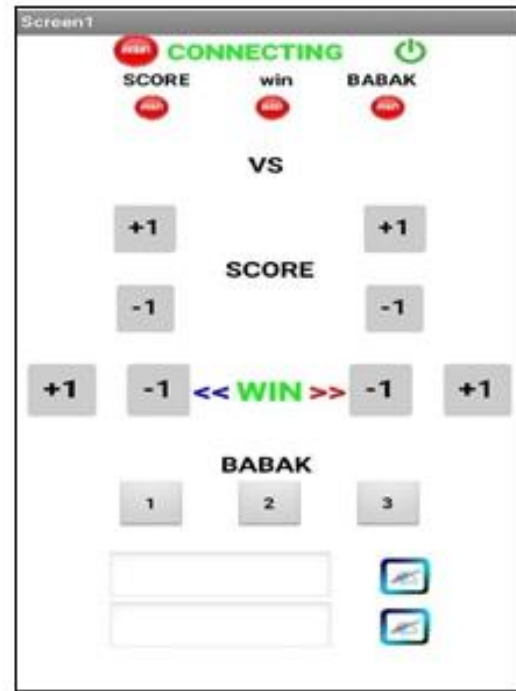 Screen1
CONNECTING
SCORE win BABAK
VS
+1 +1
SCORE
-1 -1
+1 -1 << WIN >> -1 +1
BABAK
1 2 3